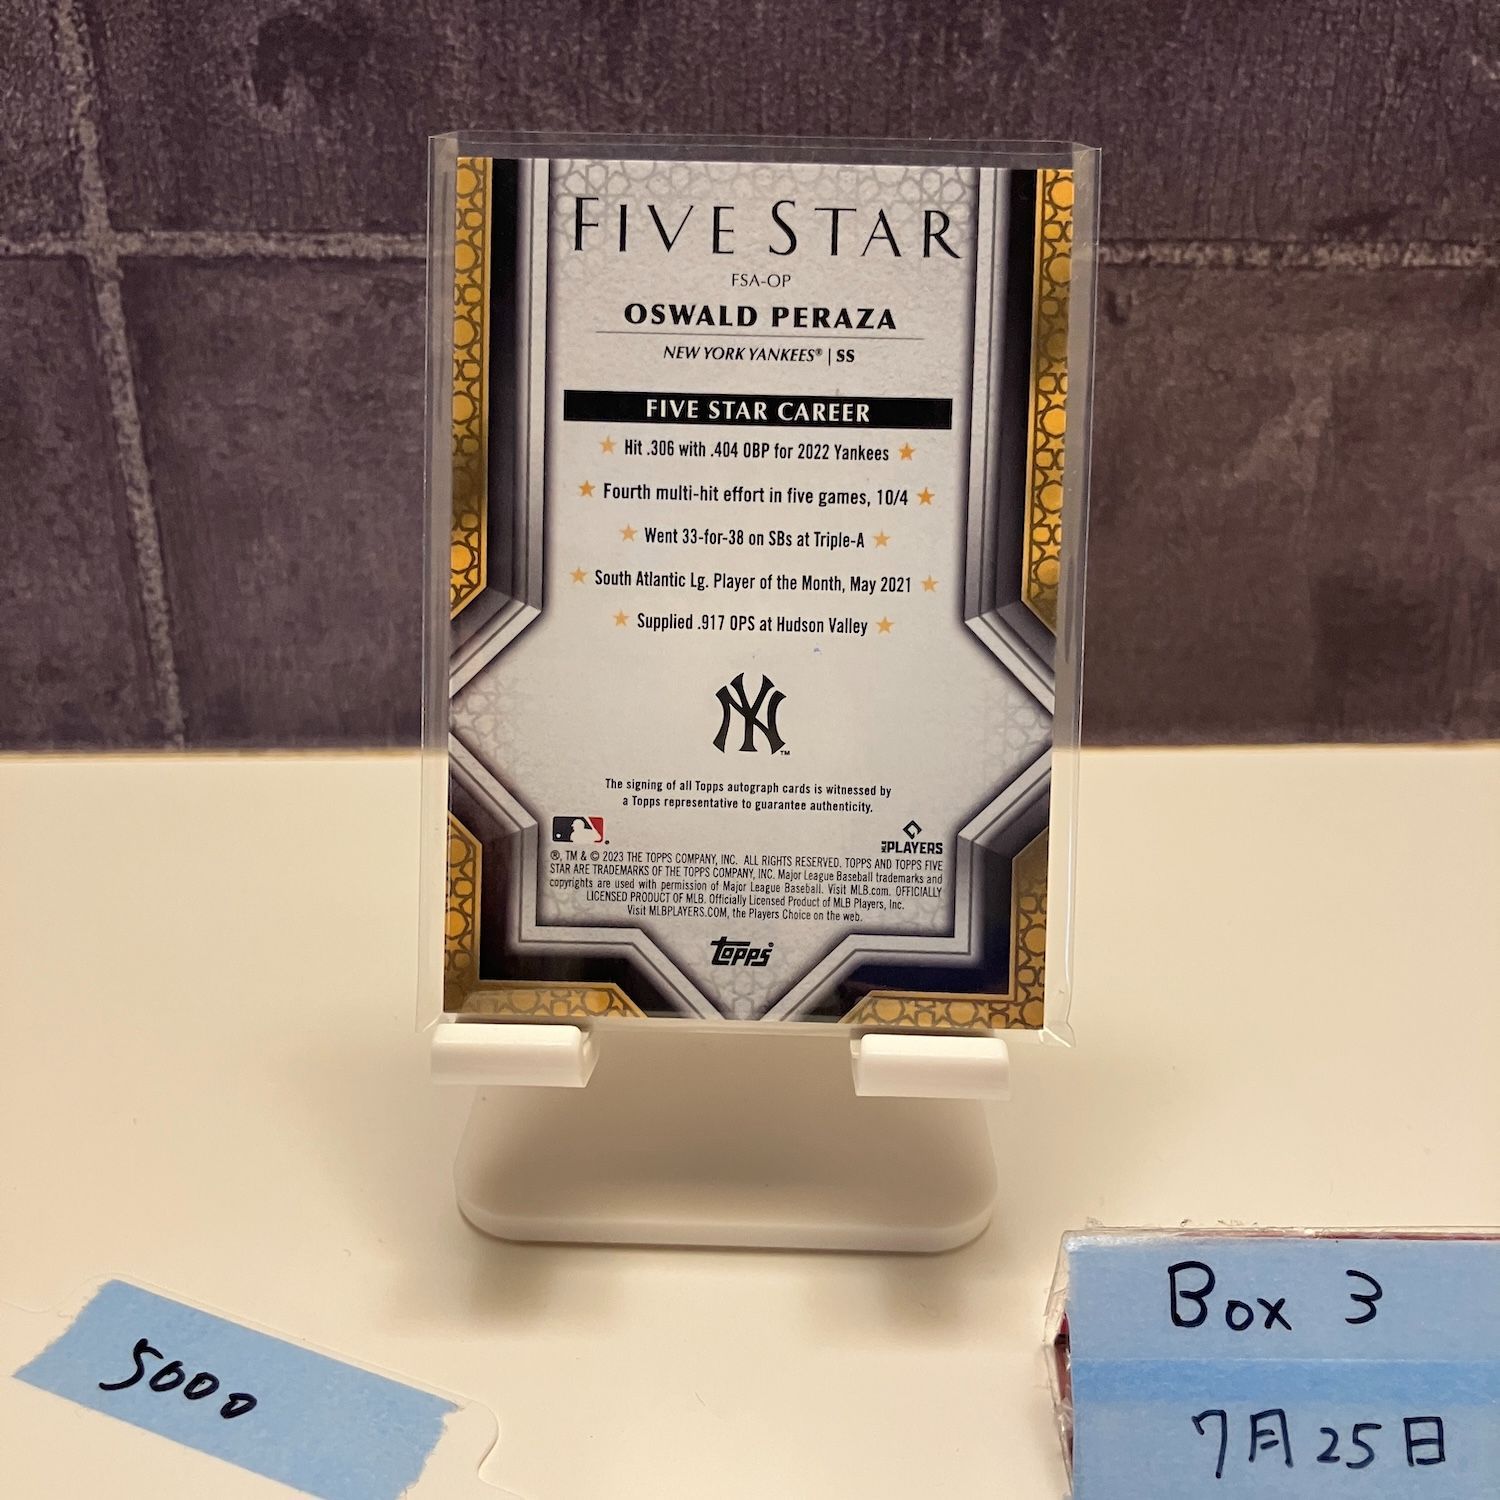 FIVE STAR
FSA-OP
OSWALD PERAZA
NEW YORK YANKEES® | SS
FIVE STAR CAREER
★ Hit .306 with .404 OBP for 2022 Yankees ★
★ Fourth multi-hit effort in five games, 10/4 ★
★ Went 33-for-38 on SBs at Triple-A ★
★ South Atlantic Lg. Player of the Month, May 2021 ★
★ Supplied .917 OPS at Hudson Valley ★
NY™
The signing of all Topps autograph cards is witnessed by
a Topps representative to guarantee authenticity.
MLB PLAYERS
®, TM & © 2023 THE TOPPS COMPANY, INC. ALL RIGHTS RESERVED. TOPPS AND TOPPS FIVE
STAR ARE TRADEMARKS OF THE TOPPS COMPANY, INC. Major League Baseball trademarks and
copyrights are used with permission of Major League Baseball. Visit MLB.com. OFFICIALLY
LICENSED PRODUCT OF MLB. Officially Licensed Product of MLB Players, Inc.
Visit MLBPLAYERS.COM, the Players Choice on the web.
topps®
5000
Box 3
7月25日